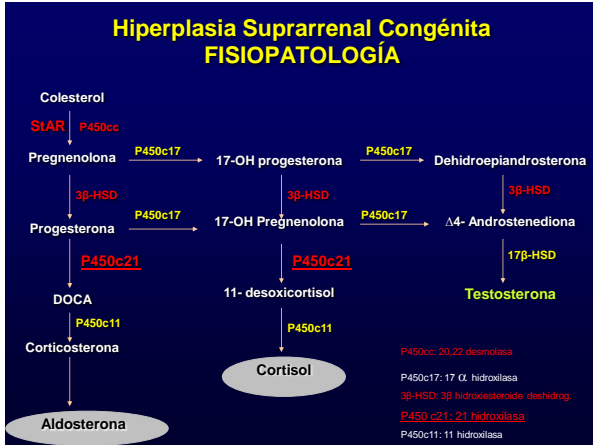 Hiperplasia Suprarrenal Congénita
FISIOPATOLOGÍA
Colesterol
StAR P450cc
P450c17 P450c17
Pregnenolona 17-OH progesterona Dehidroepiandrosterona
3β-HSD 3β-HSD 3β-HSD
P450c17 P450c17
Progesterona 17-OH Pregnenolona Δ4- Androstenediona
P450c21 P450c21 17β-HSD
DOCA 11- desoxicortisol Testosterona
P450c11 P450c11
Corticosterona
Cortisol
Aldosterona
P450cc: 20,22 desmolasa
P450c17: 17 α hidroxilasa
3β-HSD: 3β hidroxiesteroide deshidrog;
P450 c21: 21 hidroxilasa
P450c11: 11 hidroxilasa